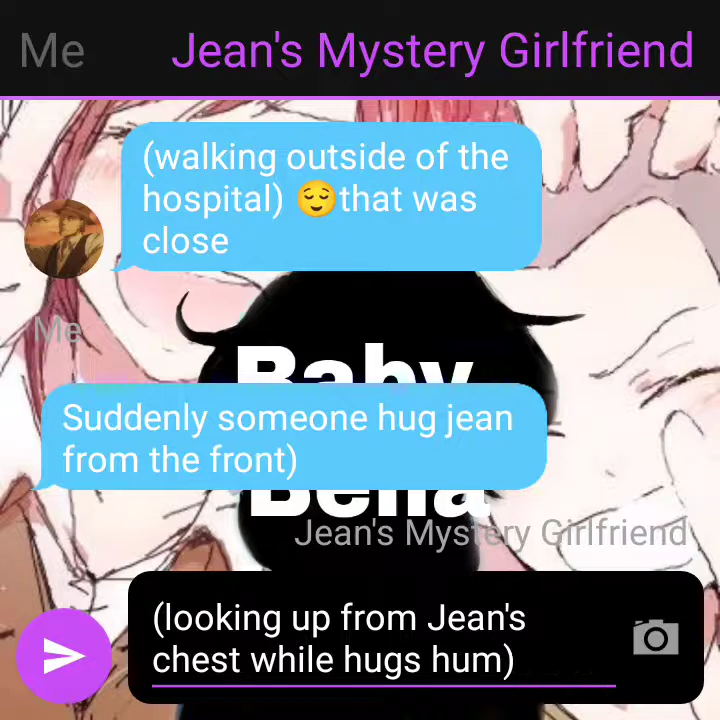 Me
Jean's Mystery Girlfriend
(walking outside of the
hospital) 😌that was
close
Me
Baby
Suddenly someone hug jean
from the front)
Bella
Jean's Mystery Girlfriend
(looking up from Jean's
chest while hugs hum)